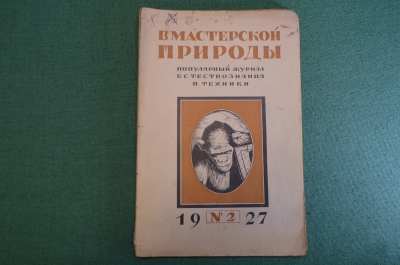 В МАСТЕРСКОЙ
ПРИРОДЫ
ПОПУЛЯРНЫЙ ЖУРНАЛ
ЕСТЕСТВОЗНАНИЯ
И ТЕХНИКИ
19 №2 27